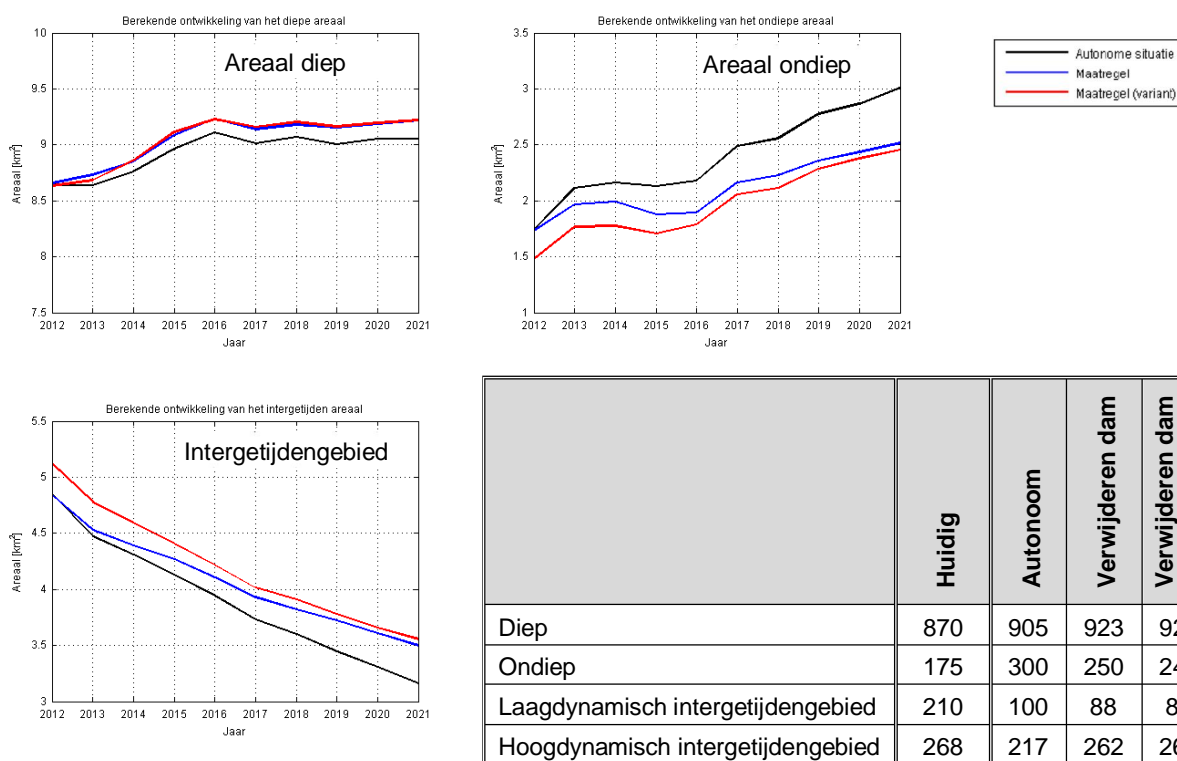 Berekende ontwikkeling van het diepe areaal
Areaal diep
10
9.5
9
8.5
8
7.5
Areaal [km²]
2012 2013 2014 2015 2016 2017 2018 2019 2020 2021
Jaar
Berekende ontwikkeling van het ondiepe areaal
Areaal ondiep
3.5
3
2.5
2
1.5
1
Areaal [km²]
2012 2013 2014 2015 2016 2017 2018 2019 2020 2021
Jaar
Autonome situatie
Maatregel
Maatregel (variant)
Berekende ontwikkeling van het intergetijden areaal
Intergetijdengebied
5.5
5
4.5
4
3.5
3
Areaal [km²]
2012 2013 2014 2015 2016 2017 2018 2019 2020 2021
Jaar
Huidig Autonoom Verwijderen dam Verwijderen dam
Diep 870 905 923 92
Ondiep 175 300 250 24
Laagdynamisch intergetijdengebied 210 100 88 8
Hoogdynamisch intergetijdengebied 268 217 262 26